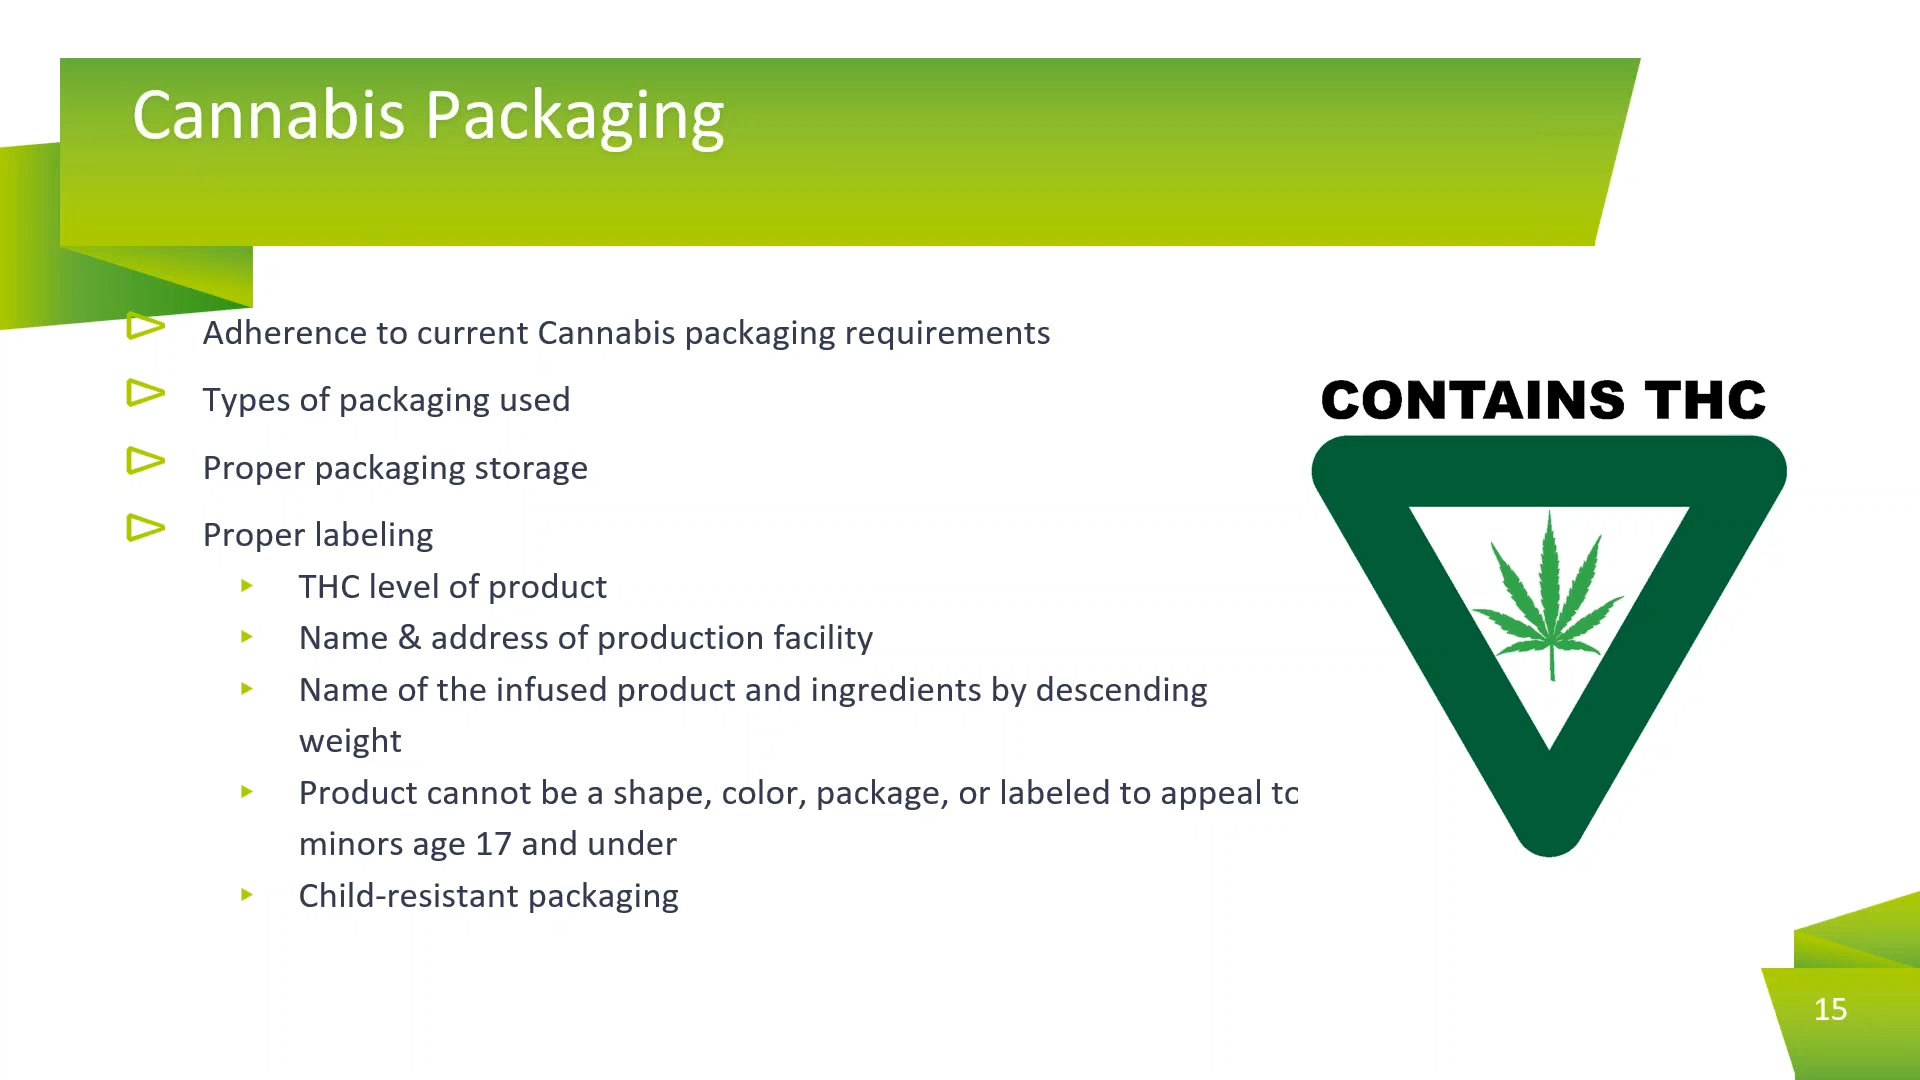 Cannabis Packaging
Adherence to current Cannabis packaging requirements
Types of packaging used
Proper packaging storage
Proper labeling
THC level of product
Name & address of production facility
Name of the infused product and ingredients by descending
weight
Product cannot be a shape, color, package, or labeled to appeal to
minors age 17 and under
Child-resistant packaging
CONTAINS THC
15